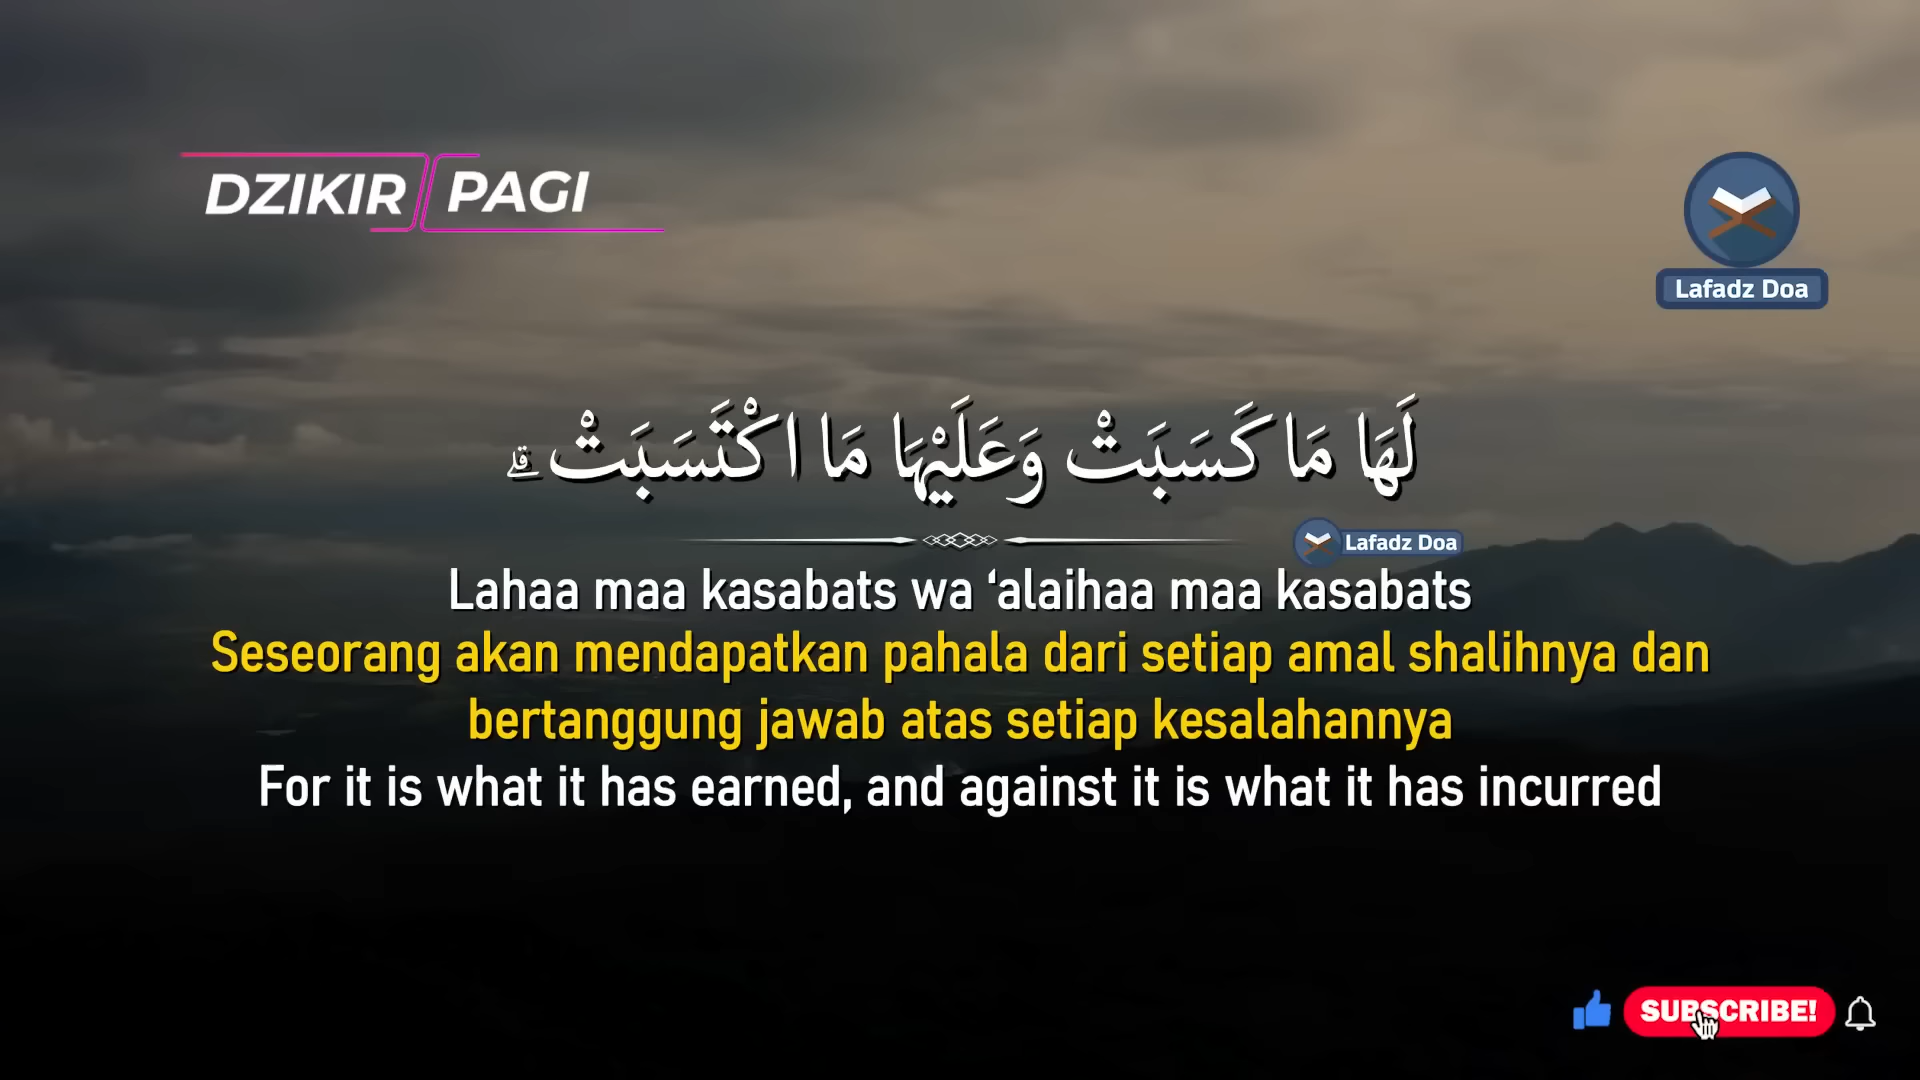 DZIKIR PAGI
Lafadz Doa
لَهَا مَا كَسَبَتْ وَعَلَيْهَا مَا اكْتَسَبَتْ ۗ
Lafadz Doa
Lahaa maa kasabats wa ‘alaihaa maa kasabats
Seseorang akan mendapatkan pahala dari setiap amal shalihnya dan
bertanggung jawab atas setiap kesalahannya
For it is what it has earned, and against it is what it has incurred
SUBSCRIBE!